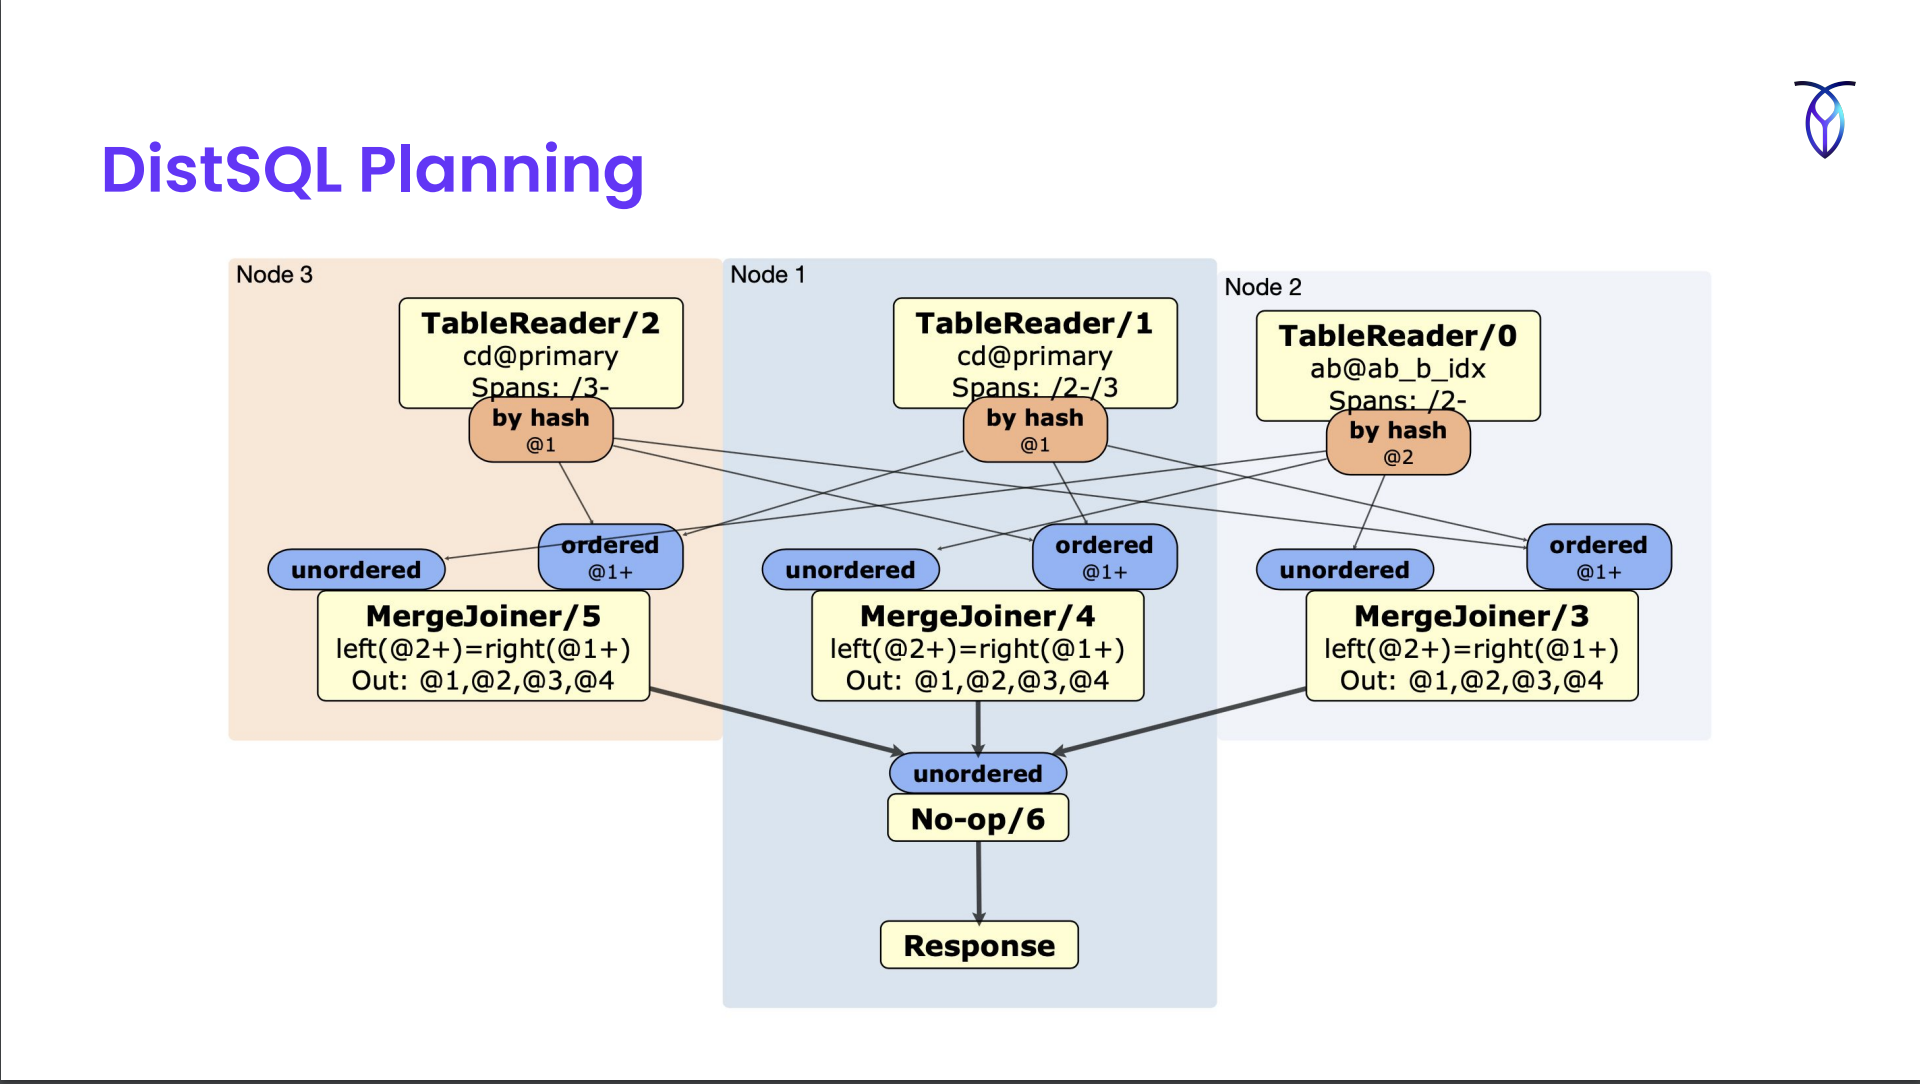 DistSQL Planning
Node 3
TableReader/2
cd@primary
Spans: /3-
by hash
@1
unordered
ordered
@1+
MergeJoiner/5
left(@2+)=right(@1+)
Out: @1,@2,@3,@4
Node 1
TableReader/1
cd@primary
Spans: /2-/3
by hash
@1
unordered
ordered
@1+
MergeJoiner/4
left(@2+)=right(@1+)
Out: @1,@2,@3,@4
Node 2
TableReader/0
ab@ab_b_idx
Spans: /2-
by hash
@2
unordered
ordered
@1+
MergeJoiner/3
left(@2+)=right(@1+)
Out: @1,@2,@3,@4
unordered
No-op/6
Response